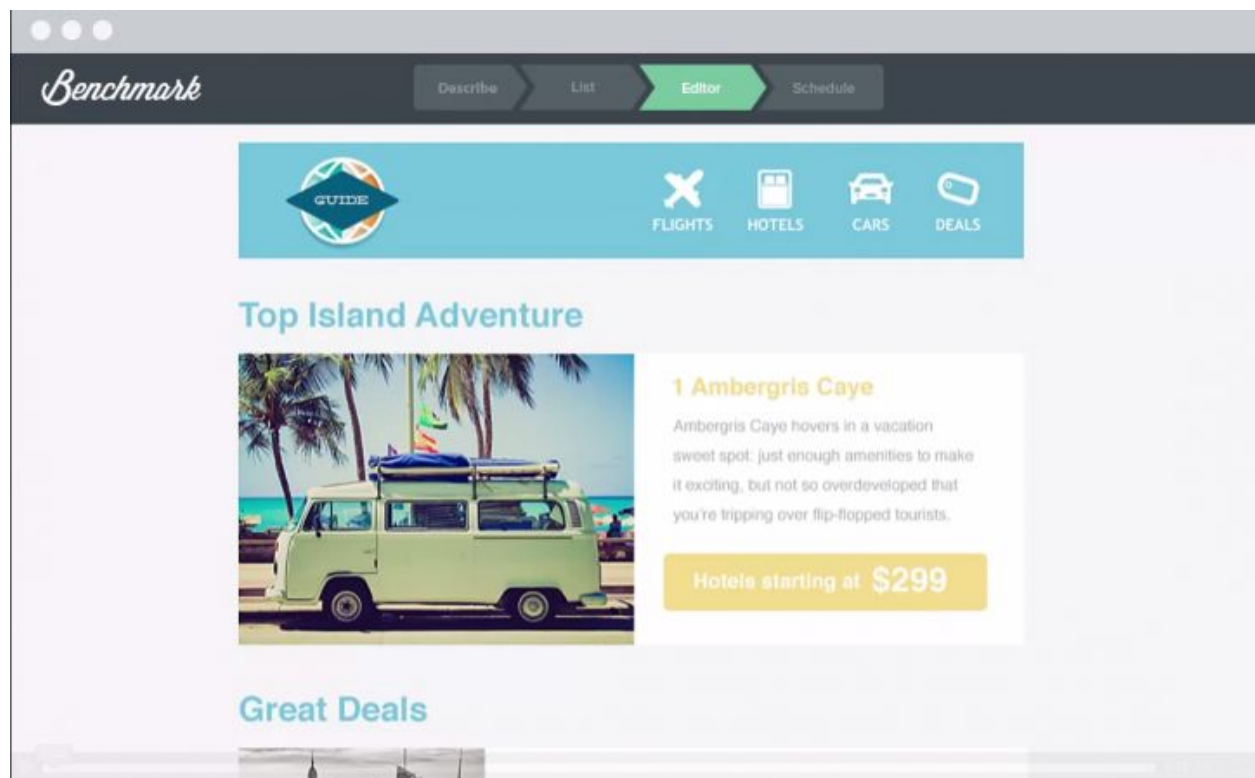 Benchmark
Describe
List
Editor
Schedule
GUIDE
FLIGHTS
HOTELS
CARS
DEALS
Top Island Adventure
1 Ambergris Caye
Ambergris Caye hovers in a vacation
sweet spot: just enough amenities to make
it exciting, but not so overdeveloped that
you're tripping over flip-flopped tourists.
Hotels starting at $299
Great Deals